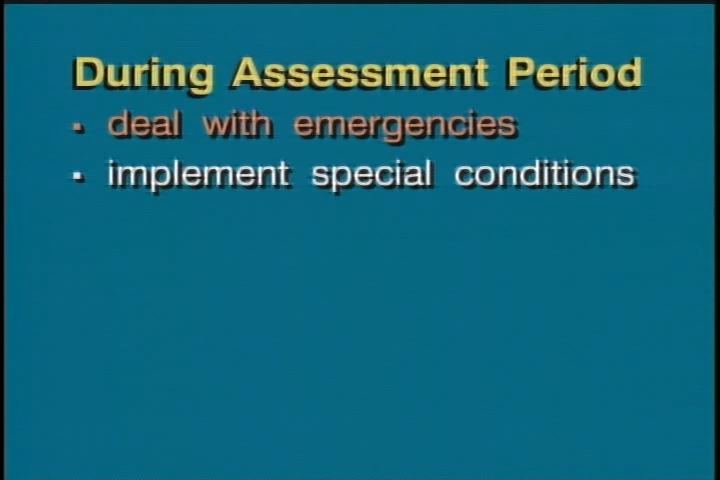 During Assessment Period
▪ deal with emergencies
▪ implement special conditions